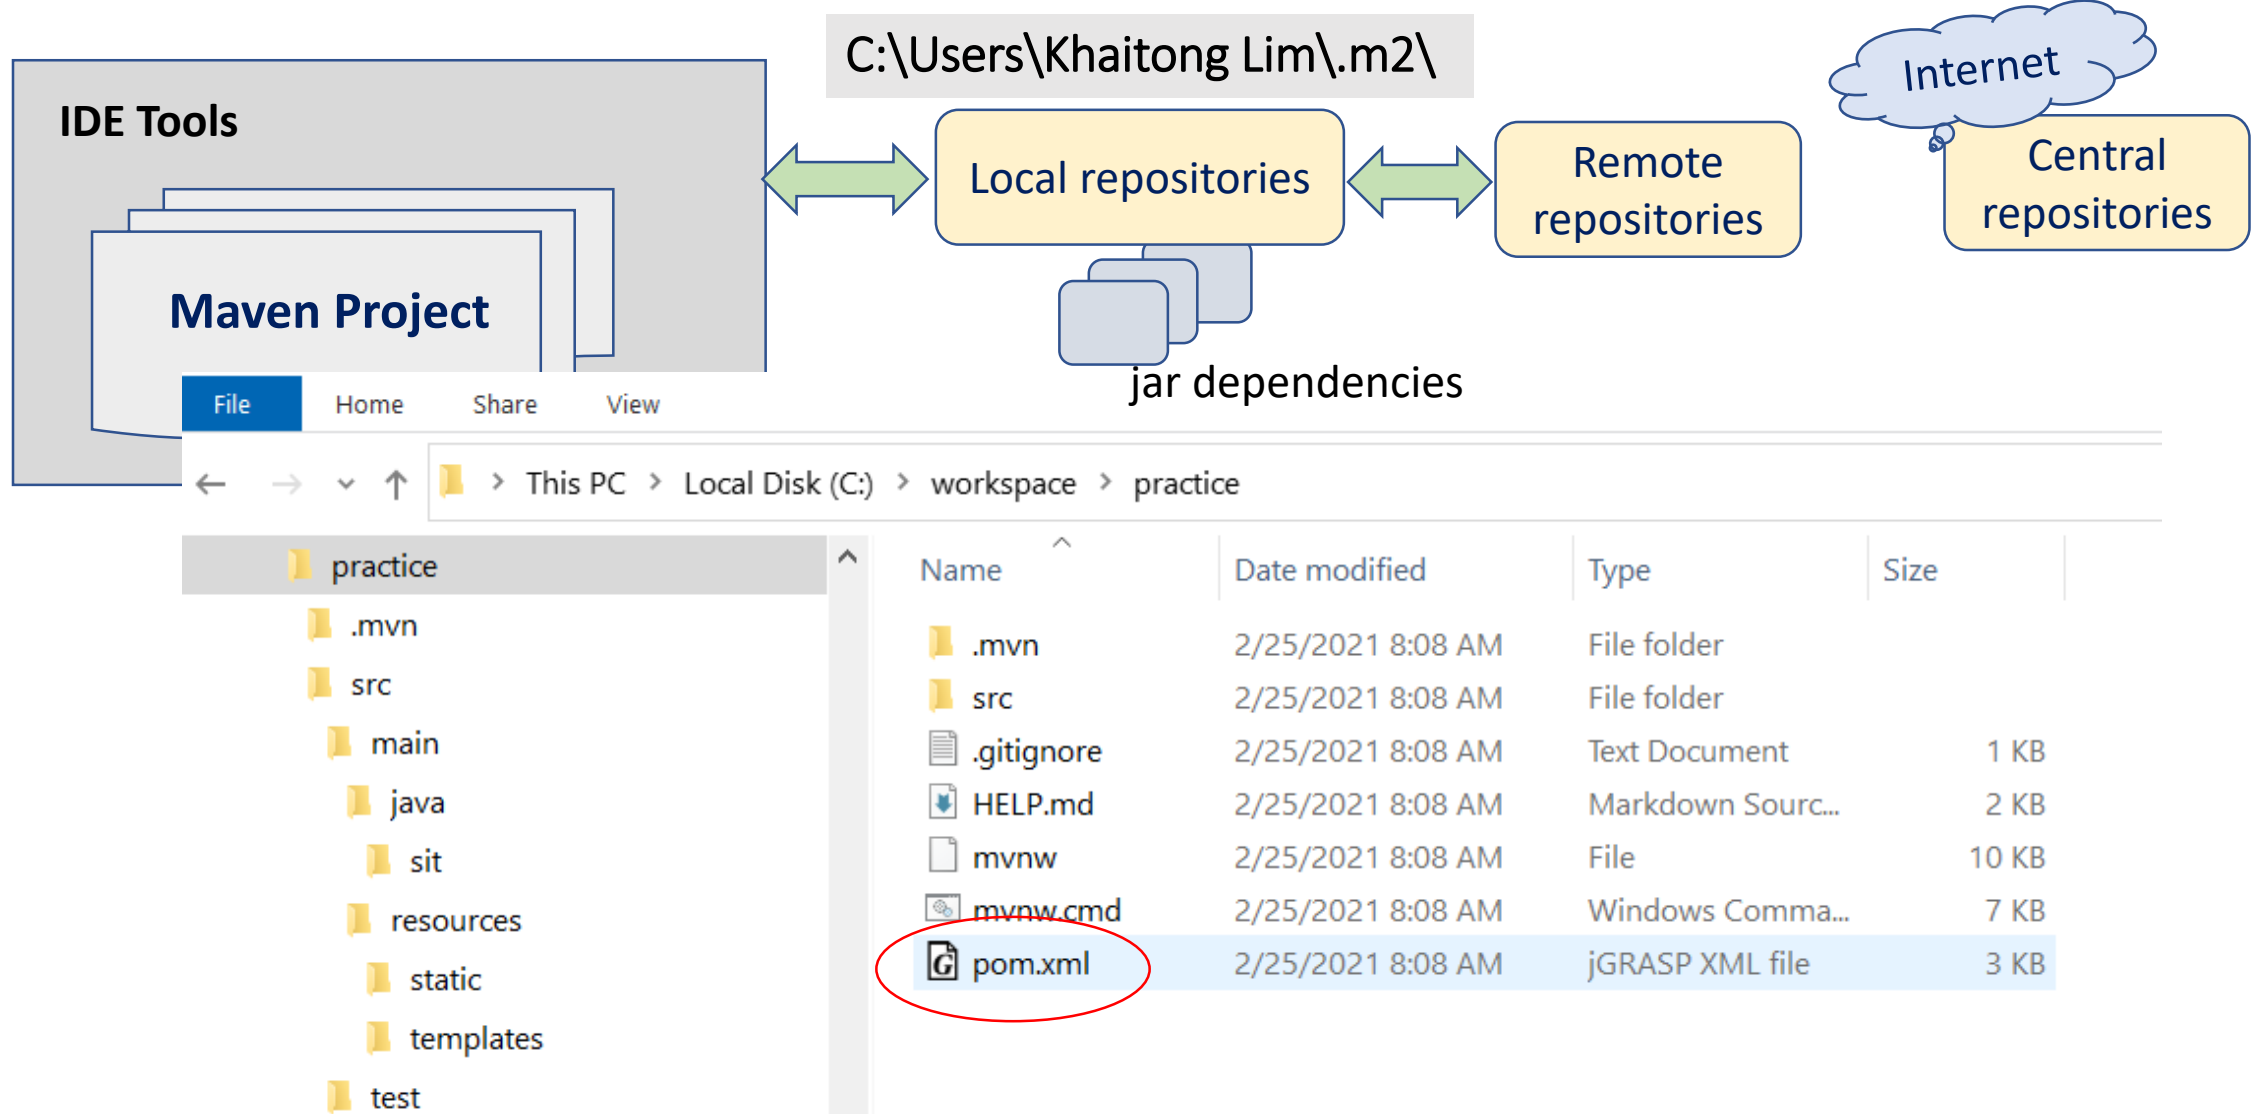 C:\Users\Khaitong Lim\.m2\
Internet
IDE Tools
Local repositories
Remote
repositories
Central
repositories
Maven Project
jar dependencies
File Home Share View
This PC > Local Disk (C:) > workspace > practice
practice
.mvn
src
main
java
sit
resources
static
templates
test
Name Date modified Type Size
.mvn 2/25/2021 8:08 AM File folder
src 2/25/2021 8:08 AM File folder
.gitignore 2/25/2021 8:08 AM Text Document 1 KB
HELP.md 2/25/2021 8:08 AM Markdown Sourc... 2 KB
mvnw 2/25/2021 8:08 AM File 10 KB
mvnw.cmd 2/25/2021 8:08 AM Windows Comma... 7 KB
pom.xml 2/25/2021 8:08 AM jGRASP XML file 3 KB